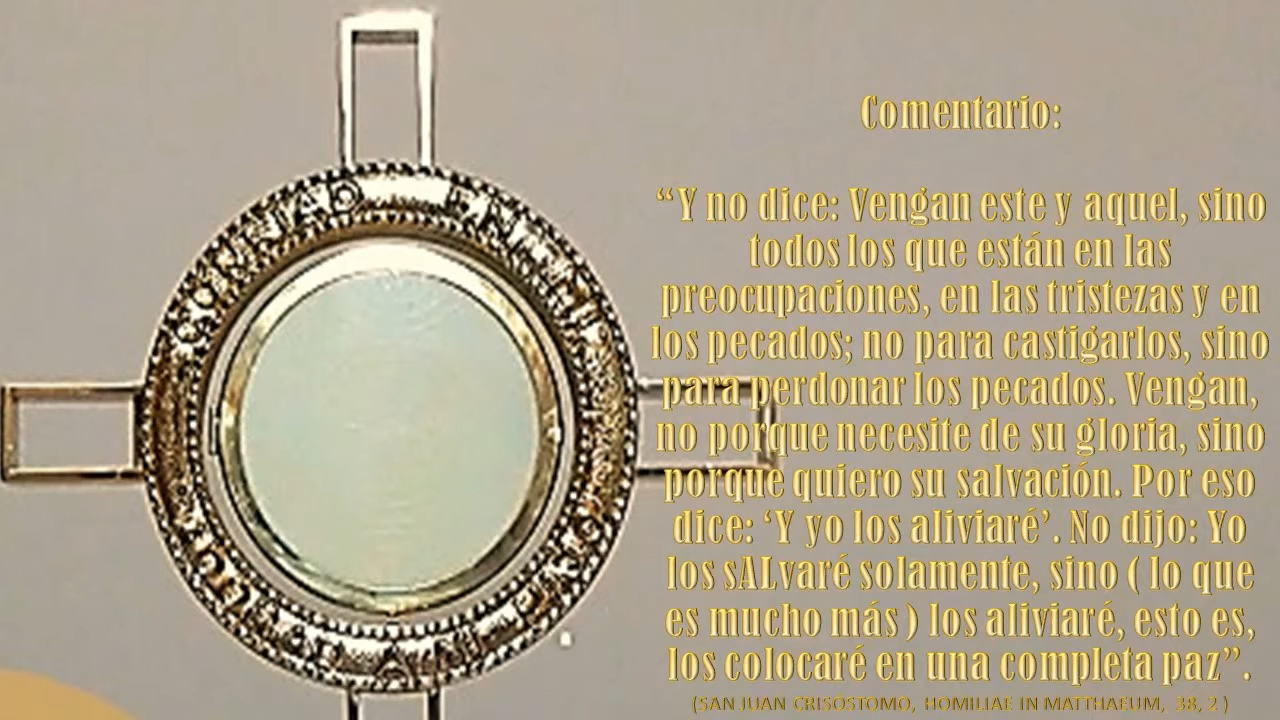 Comentario:
“Y no dice: Vengan este y aquel, sino
todos los que están en las
preocupaciones, en las tristezas y en
los pecados; no para castigarlos, sino
para perdonar los pecados. Vengan,
no porque necesite de su gloria, sino
porque quiero su salvación. Por eso
dice: ‘Y yo los aliviaré’. No dijo: Yo
los sALvaré solamente, sino ( lo que
es mucho más ) los aliviaré, esto es,
los colocaré en una completa paz”.
(SAN JUAN CRISÓSTOMO, HOMILIAE IN MATTHAEUM, 38, 2 )